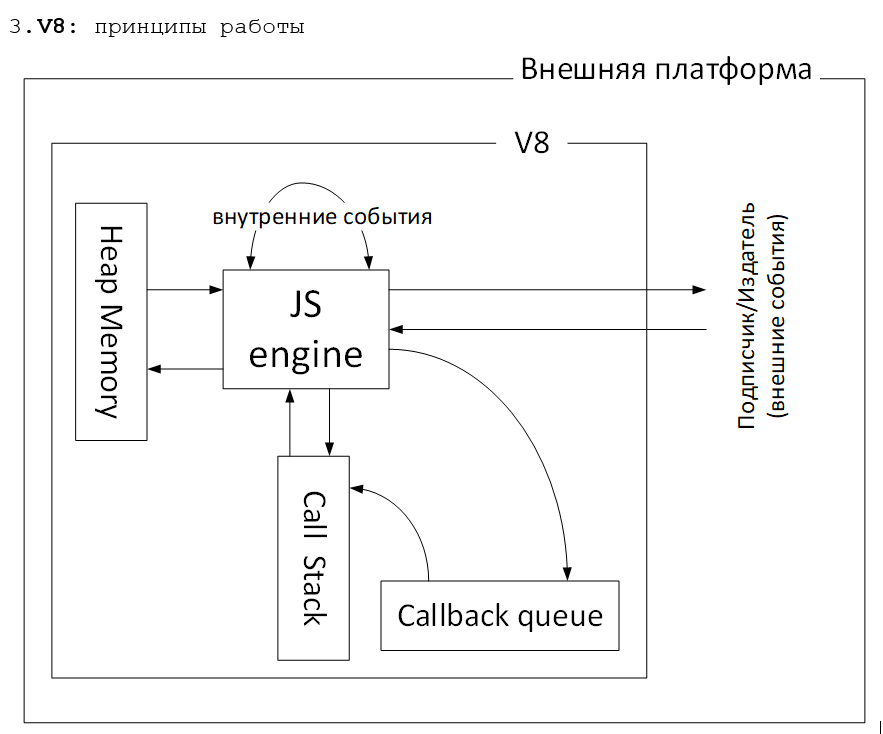 3.V8: принципы работы
Внешняя платформа
V8
внутренние события
Heap Memory
JS
engine
Подписчик/Издатель
(внешние события)
Call Stack
Callback queue